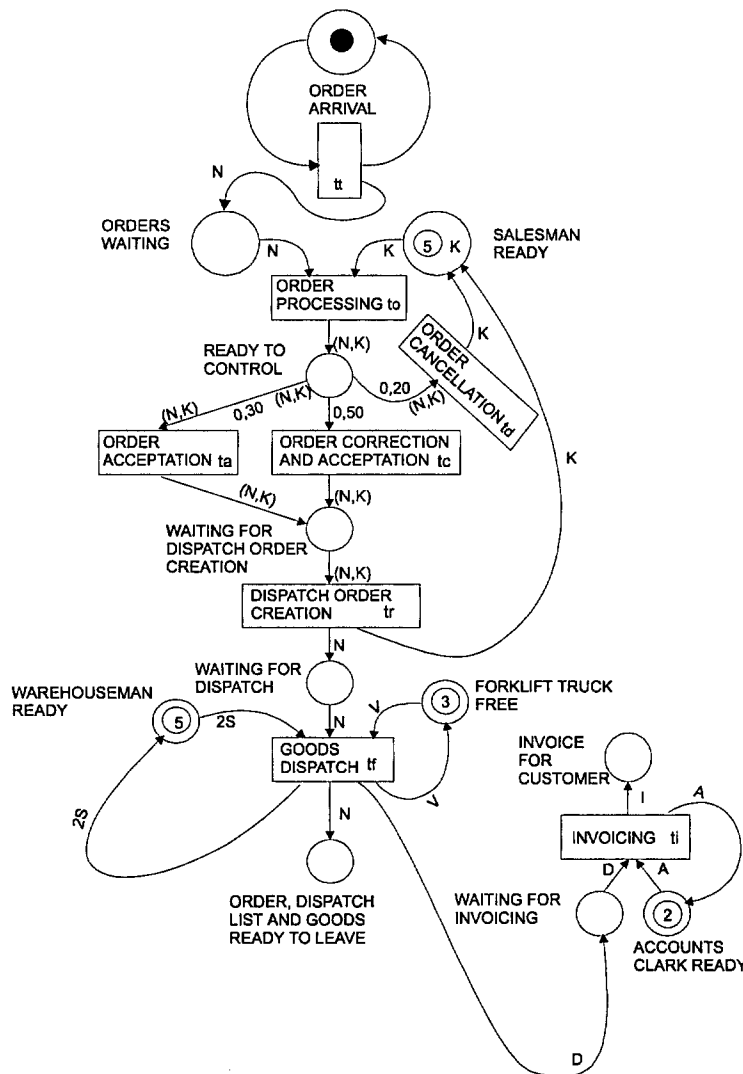 ORDER
ARRIVAL
tt
N
ORDERS
WAITING
N
K
5 K
SALESMAN
READY
ORDER
PROCESSING to
K
(N,K)
READY TO
CONTROL
ORDER
CANCELLATION td
(N,K)
0,30
(N,K)
0,50
0,20
(N,K)
ORDER
ACCEPTATION ta
ORDER CORRECTION
AND ACCEPTATION tc
K
(N,K)
(N,K)
WAITING FOR
DISPATCH ORDER
CREATION
(N,K)
DISPATCH ORDER
CREATION tr
N
WAITING FOR
DISPATCH
WAREHOUSEMAN
READY
5
2S
N
V
3
FORKLIFT TRUCK
FREE
GOODS
DISPATCH tf
V
2S
N
INVOICE
FOR
CUSTOMER
I
A
INVOICING ti
D
A
WAITING FOR
INVOICING
2
ORDER, DISPATCH
LIST AND GOODS
READY TO LEAVE
ACCOUNTS
CLARK READY
D